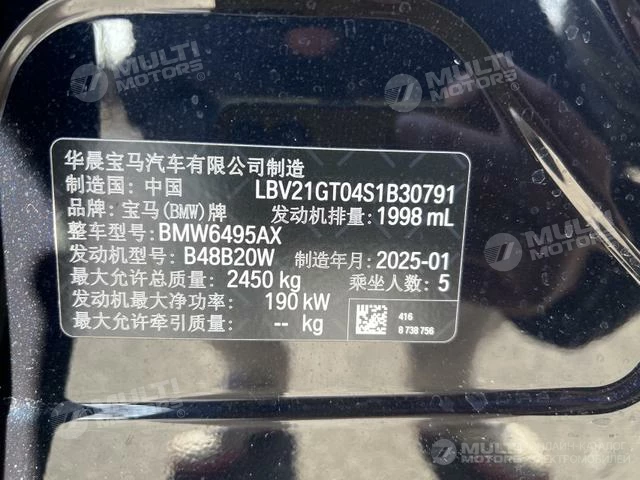 MULTI
MOTORS®
MULTI
MOTORS®
华晨宝马汽车有限公司制造
制造国: 中国 LBV21GT04S1B30791
品牌: 宝马(BMW)牌 发动机排量: 1998 mL
整车型号: BMW6495AX
发动机型号: B48B20W 制造年月: 2025-01
最大允许总质量: 2450 kg 乘坐人数: 5
发动机最大净功率: 190 kW
最大允许牵引质量: -- kg
416
8 738 756
MULTI
MOTORS®
MULTI
MOTORS